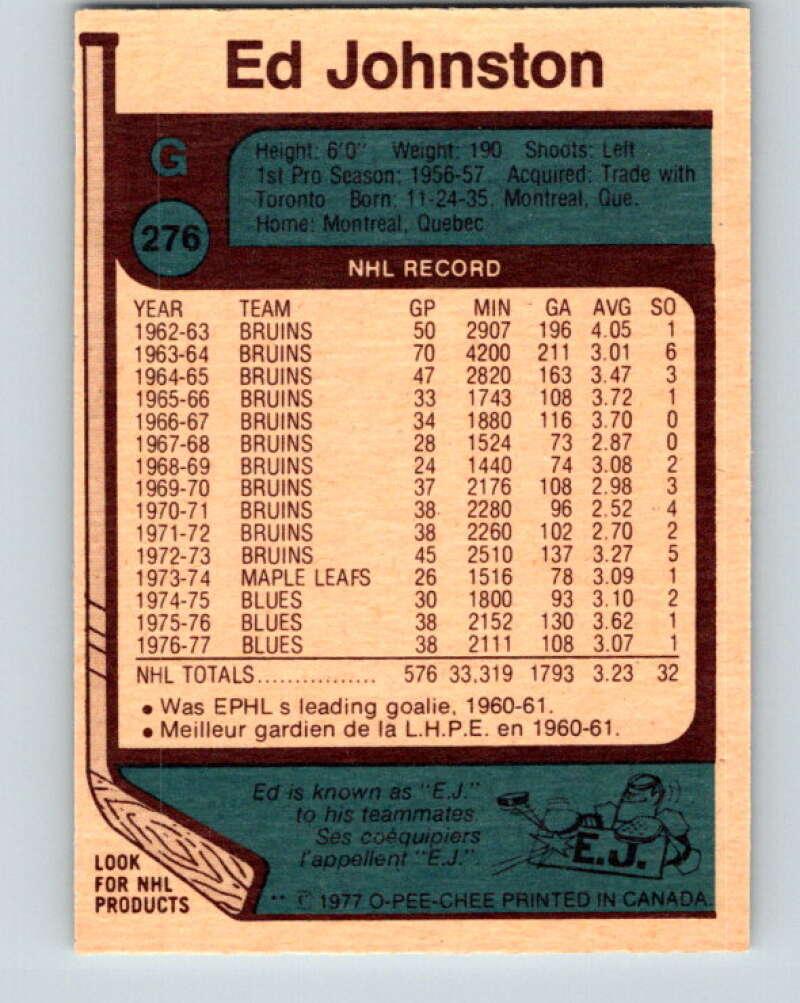 Ed Johnston
G
276
Height: 6'0" Weight: 190 Shoots: Left
1st Pro Season: 1956-57. Acquired: Trade with
Toronto Born: 11-24-35, Montreal, Que.
Home: Montreal, Quebec
NHL RECORD
YEAR TEAM GP MIN GA AVG SO
1962-63 BRUINS 50 2907 196 4.05 1
1963-64 BRUINS 70 4200 211 3.01 6
1964-65 BRUINS 47 2820 163 3.47 3
1965-66 BRUINS 33 1743 108 3.72 1
1966-67 BRUINS 34 1880 116 3.70 0
1967-68 BRUINS 28 1524 73 2.87 0
1968-69 BRUINS 24 1440 74 3.08 2
1969-70 BRUINS 37 2176 108 2.98 3
1970-71 BRUINS 38 2280 96 2.52 4
1971-72 BRUINS 38 2260 102 2.70 2
1972-73 BRUINS 45 2510 137 3.27 5
1973-74 MAPLE LEAFS 26 1516 78 3.09 1
1974-75 BLUES 30 1800 93 3.10 2
1975-76 BLUES 38 2152 130 3.62 1
1976-77 BLUES 38 2111 108 3.07 1
NHL TOTALS................ 576 33,319 1793 3.23 32
• Was EPHL s leading goalie, 1960-61.
• Meilleur gardien de la L.H.P.E. en 1960-61.
Ed is known as "E.J."
to his teammates.
Ses coéquipiers
l'appellent "E.J.".
E.J.
LOOK
FOR NHL
PRODUCTS
** © 1977 O-PEE-CHEE PRINTED IN CANADA.